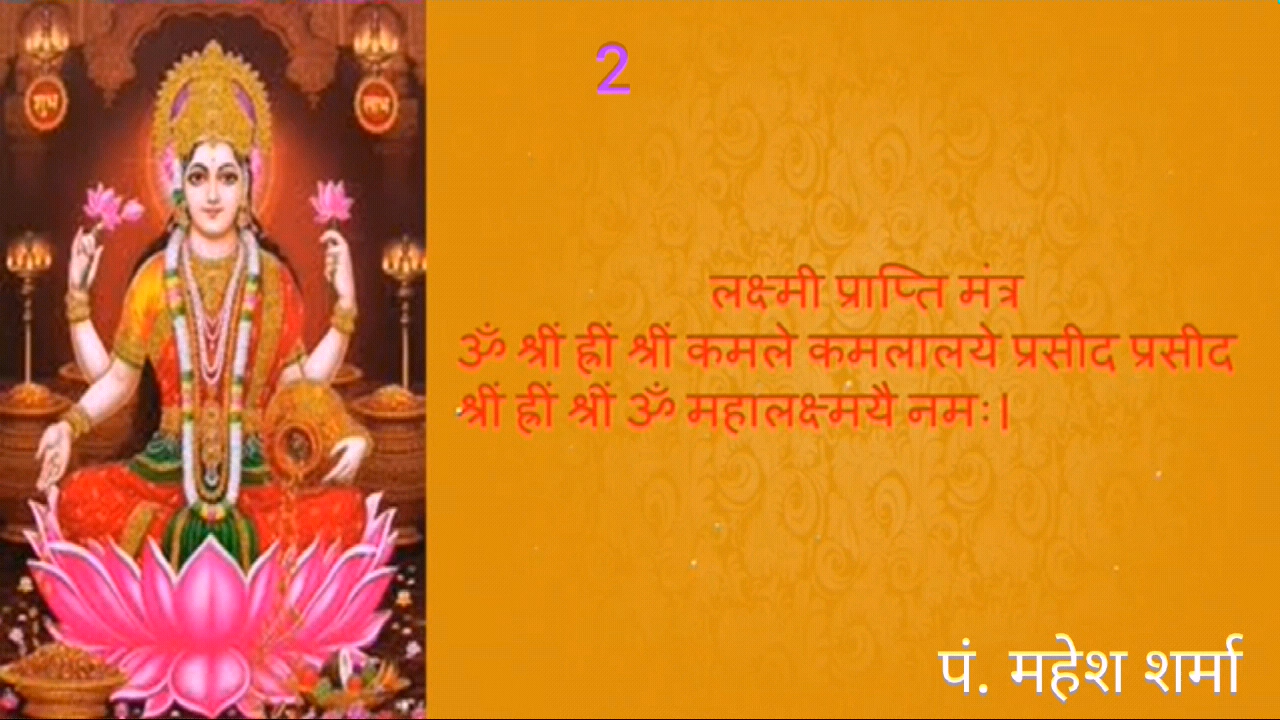 2
शुभ
लाभ
लक्ष्मी प्राप्ति मंत्र
ॐ श्रीं ह्रीं श्रीं कमले कमलालये प्रसीद प्रसीद
श्रीं ह्रीं श्रीं ॐ महालक्ष्मयै नमः।
पं. महेश शर्मा